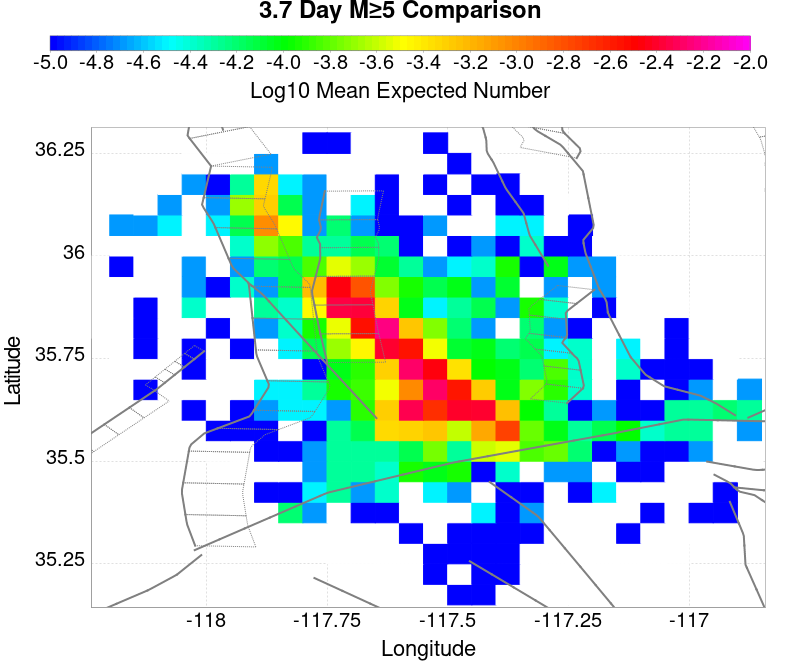 3.7 Day M≥5 Comparison
-5.0 -4.8 -4.6 -4.4 -4.2 -4.0 -3.8 -3.6 -3.4 -3.2 -3.0 -2.8 -2.6 -2.4 -2.2 -2.0
Log10 Mean Expected Number
36.25
36
35.75
35.5
35.25
Latitude
-118 -117.75 -117.5 -117.25 -117
Longitude